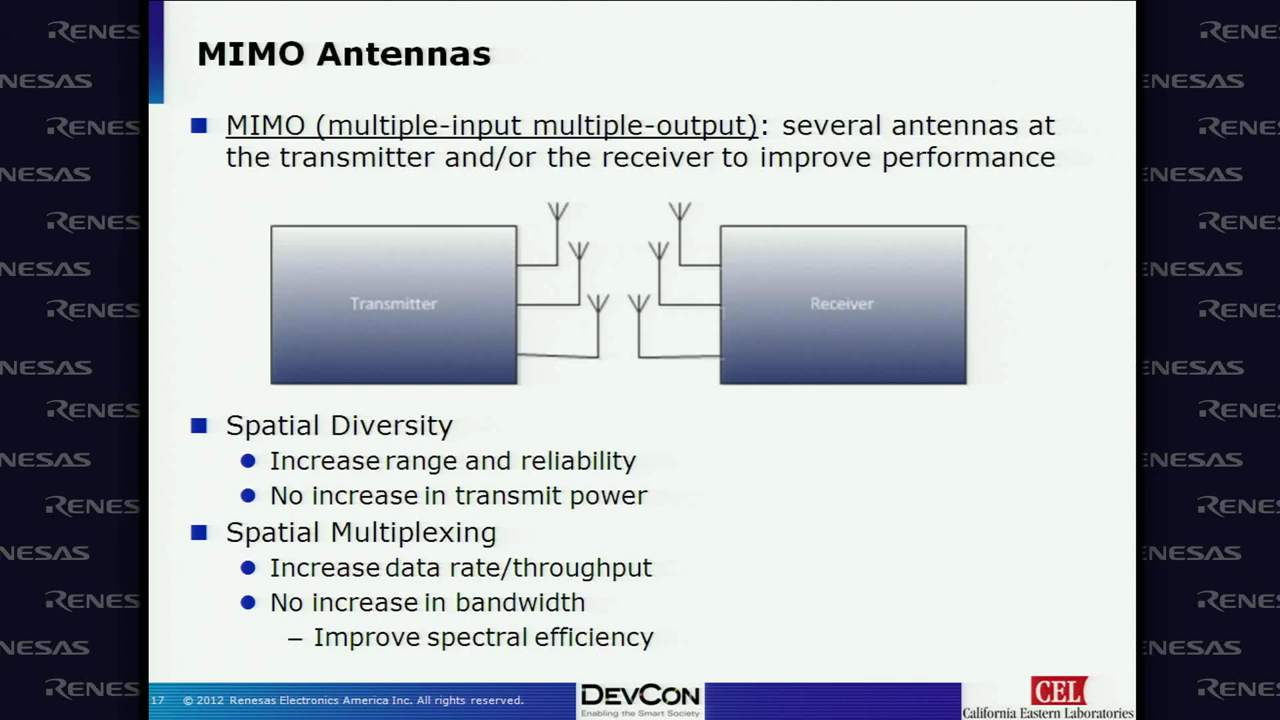 MIMO Antennas
MIMO (multiple-input multiple-output): several antennas at
the transmitter and/or the receiver to improve performance
Transmitter
Receiver
Spatial Diversity
Increase range and reliability
No increase in transmit power
Spatial Multiplexing
Increase data rate/throughput
No increase in bandwidth
– Improve spectral efficiency
17 © 2012 Renesas Electronics America Inc. All rights reserved.
DEVCON
Enabling the Smart Society
CEL
California Eastern Laboratories
RENESAS